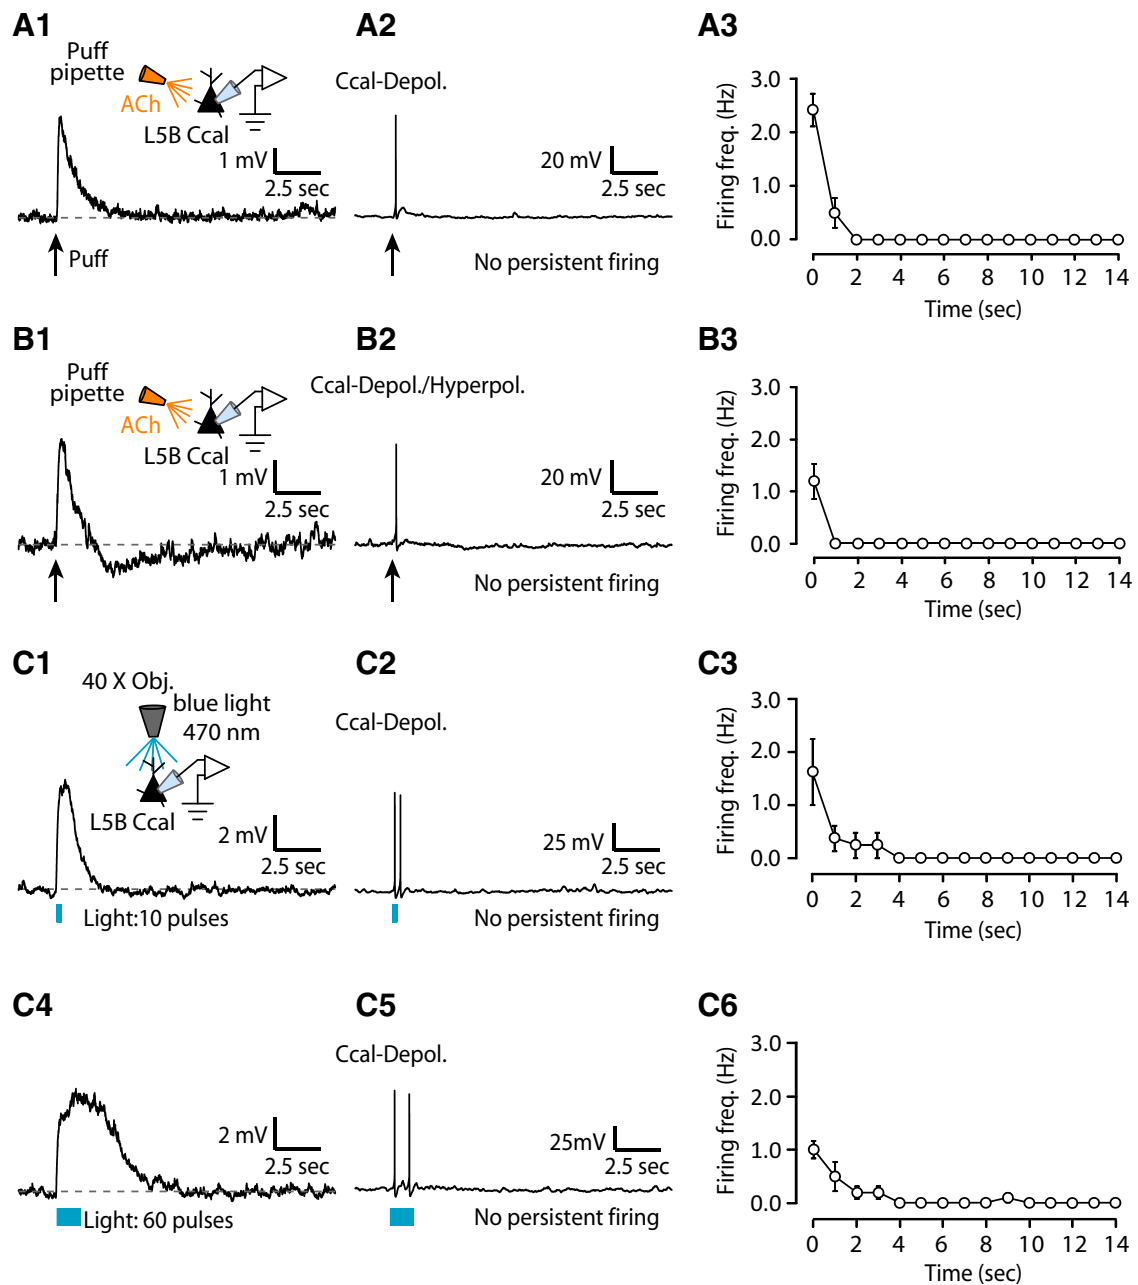 A1
Puff
pipette
ACh
L5B Ccal
1 mV
2.5 sec
Puff
A2
Ccal-Depol.
20 mV
2.5 sec
No persistent firing
A3
Firing freq. (Hz)
3.0
2.0
1.0
0.0
0 2 4 6 8 10 12 14
Time (sec)
B1
Puff
pipette
ACh
L5B Ccal
1 mV
2.5 sec
B2
Ccal-Depol./Hyperpol.
20 mV
2.5 sec
No persistent firing
B3
Firing freq. (Hz)
3.0
2.0
1.0
0.0
0 2 4 6 8 10 12 14
Time (sec)
C1
40 X Obj.
blue light
470 nm
L5B Ccal
2 mV
2.5 sec
Light:10 pulses
C2
Ccal-Depol.
25 mV
2.5 sec
No persistent firing
C3
Firing freq. (Hz)
3.0
2.0
1.0
0.0
0 2 4 6 8 10 12 14
Time (sec)
C4
2 mV
2.5 sec
Light: 60 pulses
C5
Ccal-Depol.
25mV
2.5 sec
No persistent firing
C6
Firing freq. (Hz)
3.0
2.0
1.0
0.0
0 2 4 6 8 10 12 14
Time (sec)